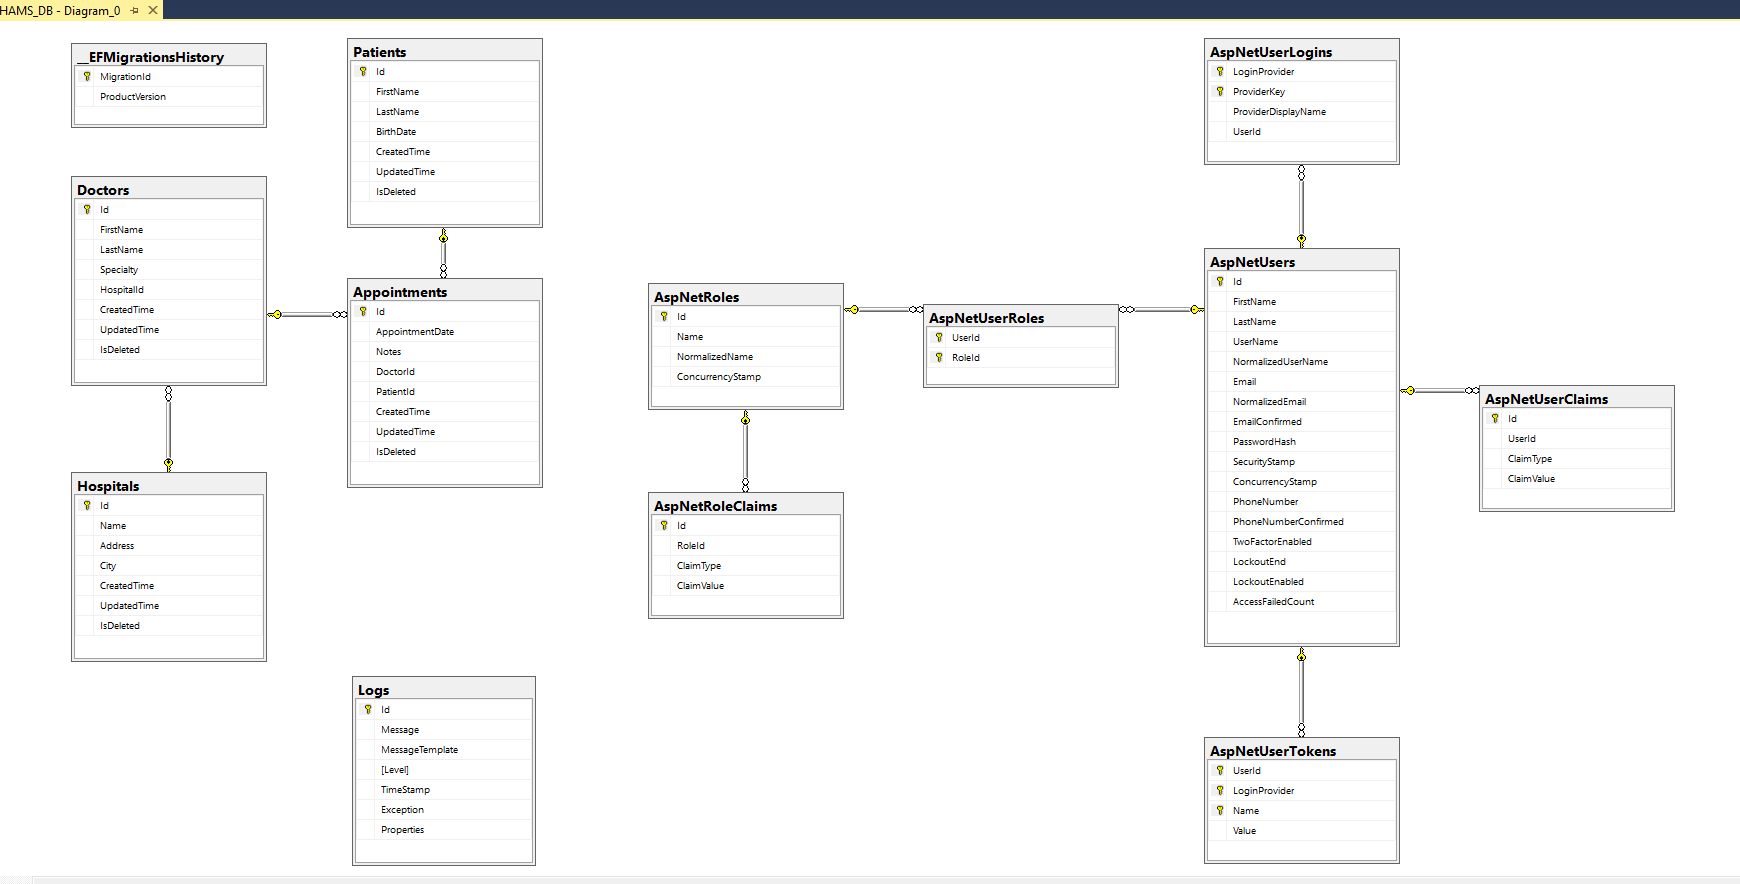 HAMS_DB - Diagram_0
__EFMigrationsHistory
MigrationId
ProductVersion
Patients
Id
FirstName
LastName
BirthDate
CreatedTime
UpdatedTime
IsDeleted
AspNetUserLogins
LoginProvider
ProviderKey
ProviderDisplayName
UserId
Doctors
Id
FirstName
LastName
Specialty
HospitalId
CreatedTime
UpdatedTime
IsDeleted
Appointments
Id
AppointmentDate
Notes
DoctorId
PatientId
CreatedTime
UpdatedTime
IsDeleted
AspNetRoles
Id
Name
NormalizedName
ConcurrencyStamp
AspNetUserRoles
UserId
RoleId
AspNetUsers
Id
FirstName
LastName
UserName
NormalizedUserName
Email
NormalizedEmail
EmailConfirmed
PasswordHash
SecurityStamp
ConcurrencyStamp
PhoneNumber
PhoneNumberConfirmed
TwoFactorEnabled
LockoutEnd
LockoutEnabled
AccessFailedCount
AspNetUserClaims
Id
UserId
ClaimType
ClaimValue
Hospitals
Id
Name
Address
City
CreatedTime
UpdatedTime
IsDeleted
AspNetRoleClaims
Id
RoleId
ClaimType
ClaimValue
Logs
Id
Message
MessageTemplate
[Level]
TimeStamp
Exception
Properties
AspNetUserTokens
UserId
LoginProvider
Name
Value